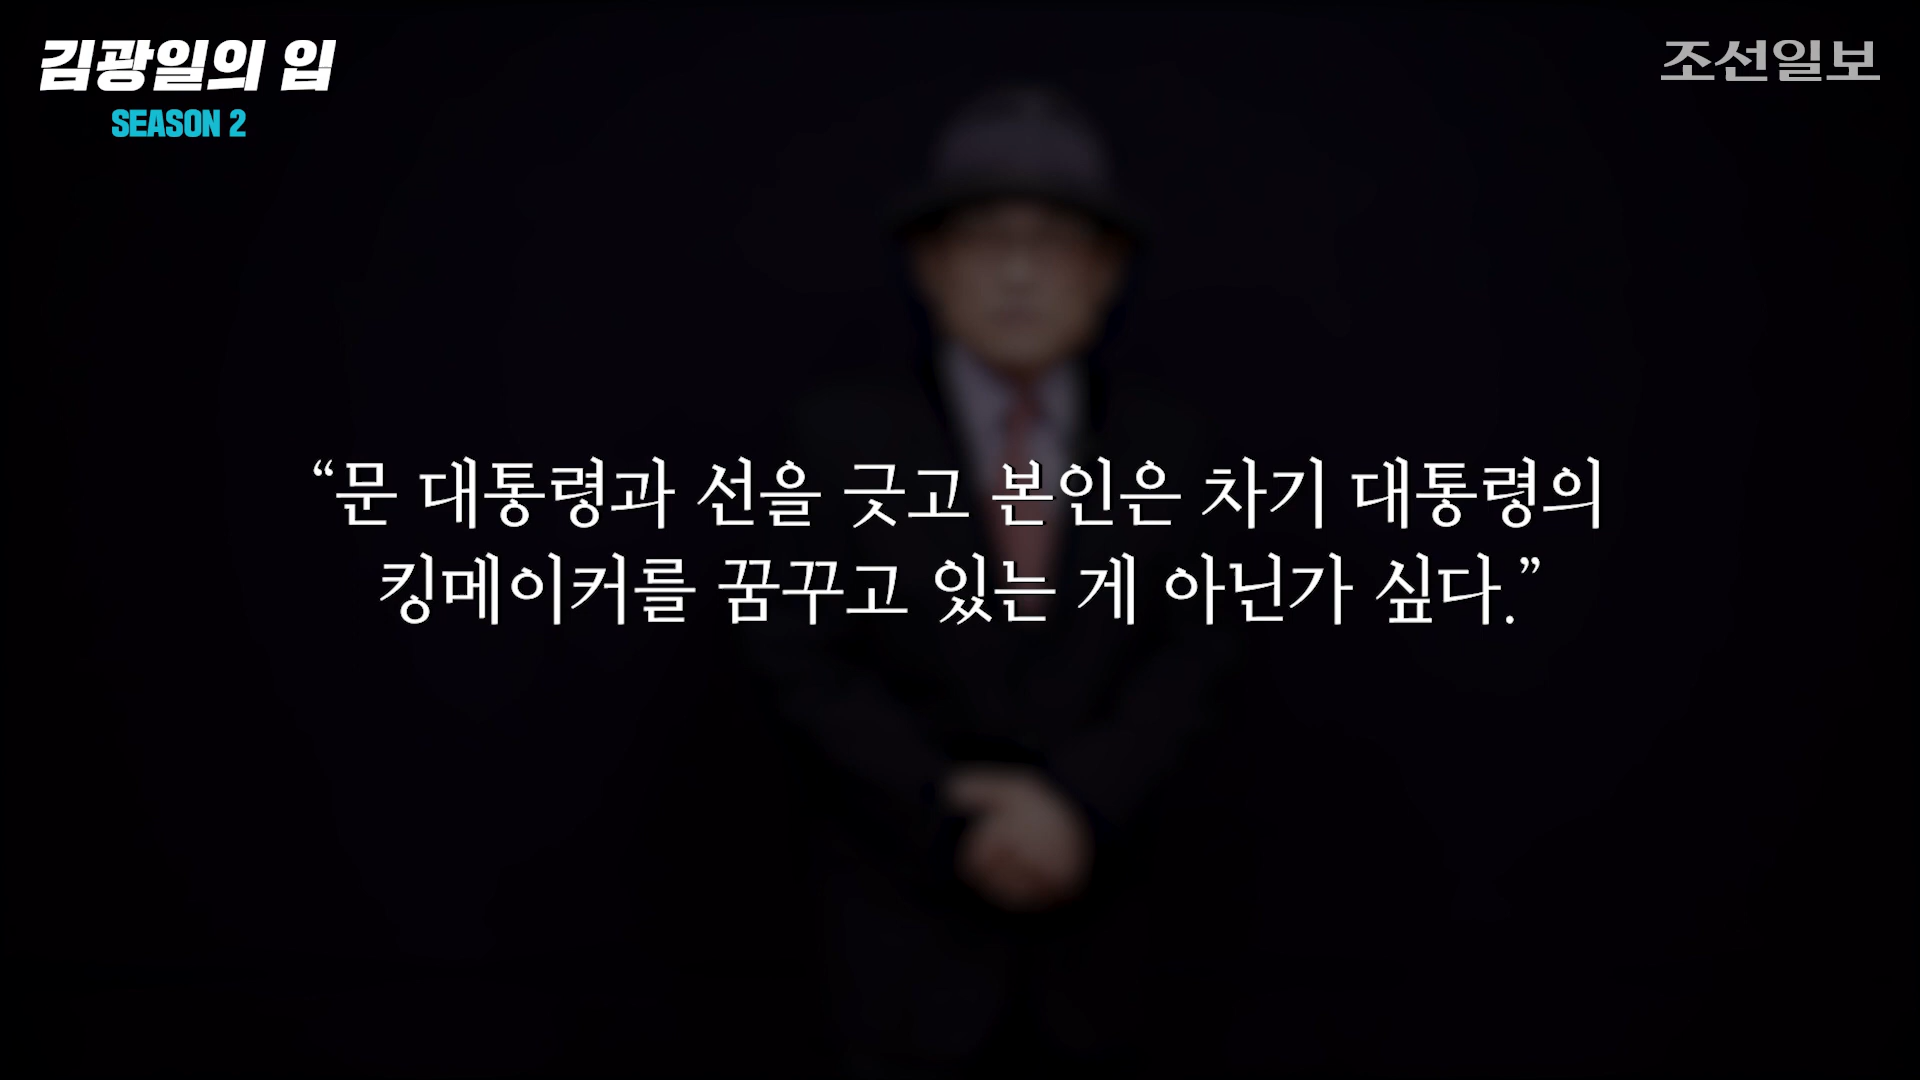 김광일의 입
SEASON 2
조선일보
“문 대통령과 선을 긋고 본인은 차기 대통령의
킹메이커를 꿈꾸고 있는 게 아닌가 싶다.”